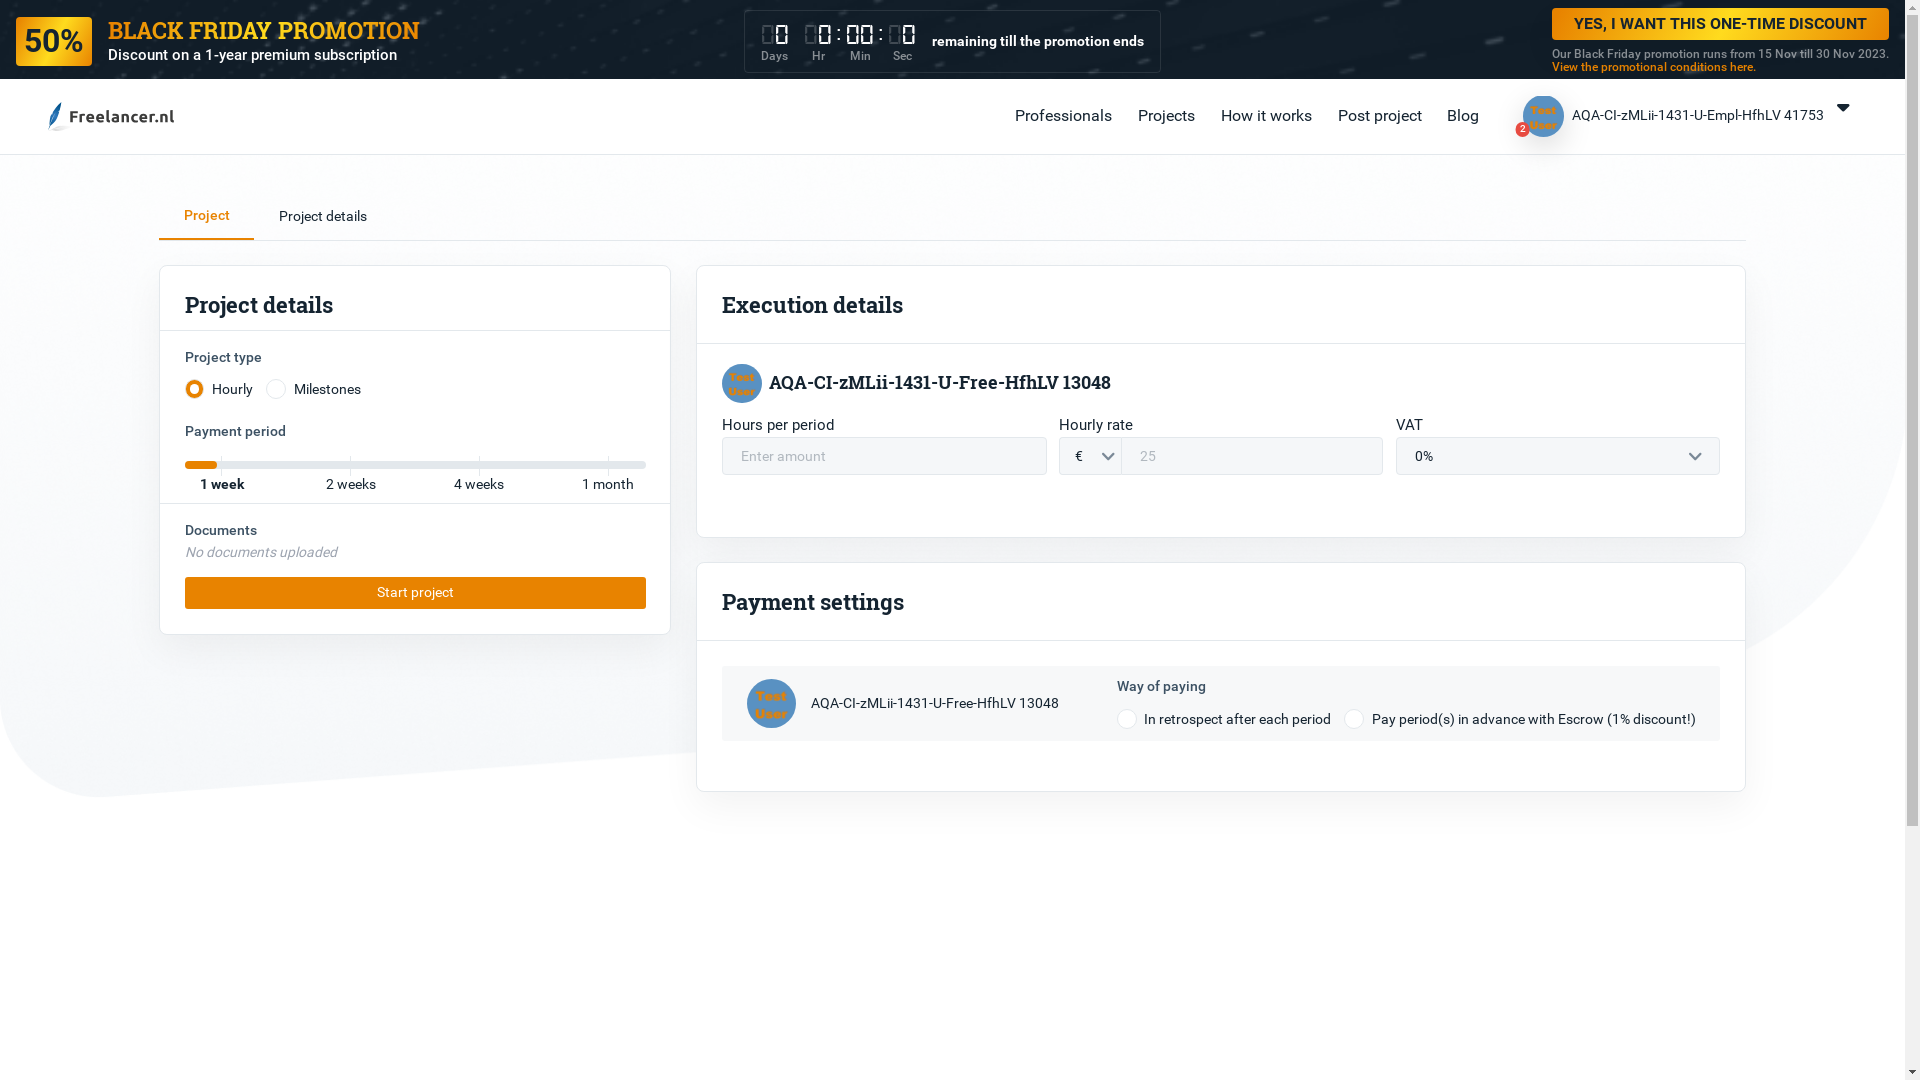 50%
BLACK FRIDAY PROMOTION
Discount on a 1-year premium subscription
0 0:00: 0
Days Hr Min Sec
remaining till the promotion ends
YES, I WANT THIS ONE-TIME DISCOUNT
Our Black Friday promotion runs from 15 Nov till 30 Nov 2023.
View the promotional conditions here.
Freelancer.nl
Professionals Projects How it works Post project Blog
Test User
2
AQA-CI-zMLii-1431-U-Empl-HfhLV 41753
Project Project details
Project details
Project type
Hourly Milestones
Payment period
1 week 2 weeks 4 weeks 1 month
Documents
No documents uploaded
Start project
Execution details
Test User
AQA-CI-zMLii-1431-U-Free-HfhLV 13048
Hours per period Hourly rate VAT
Enter amount € 25 0%
Payment settings
Test User
AQA-CI-zMLii-1431-U-Free-HfhLV 13048
Way of paying
In retrospect after each period Pay period(s) in advance with Escrow (1% discount!)